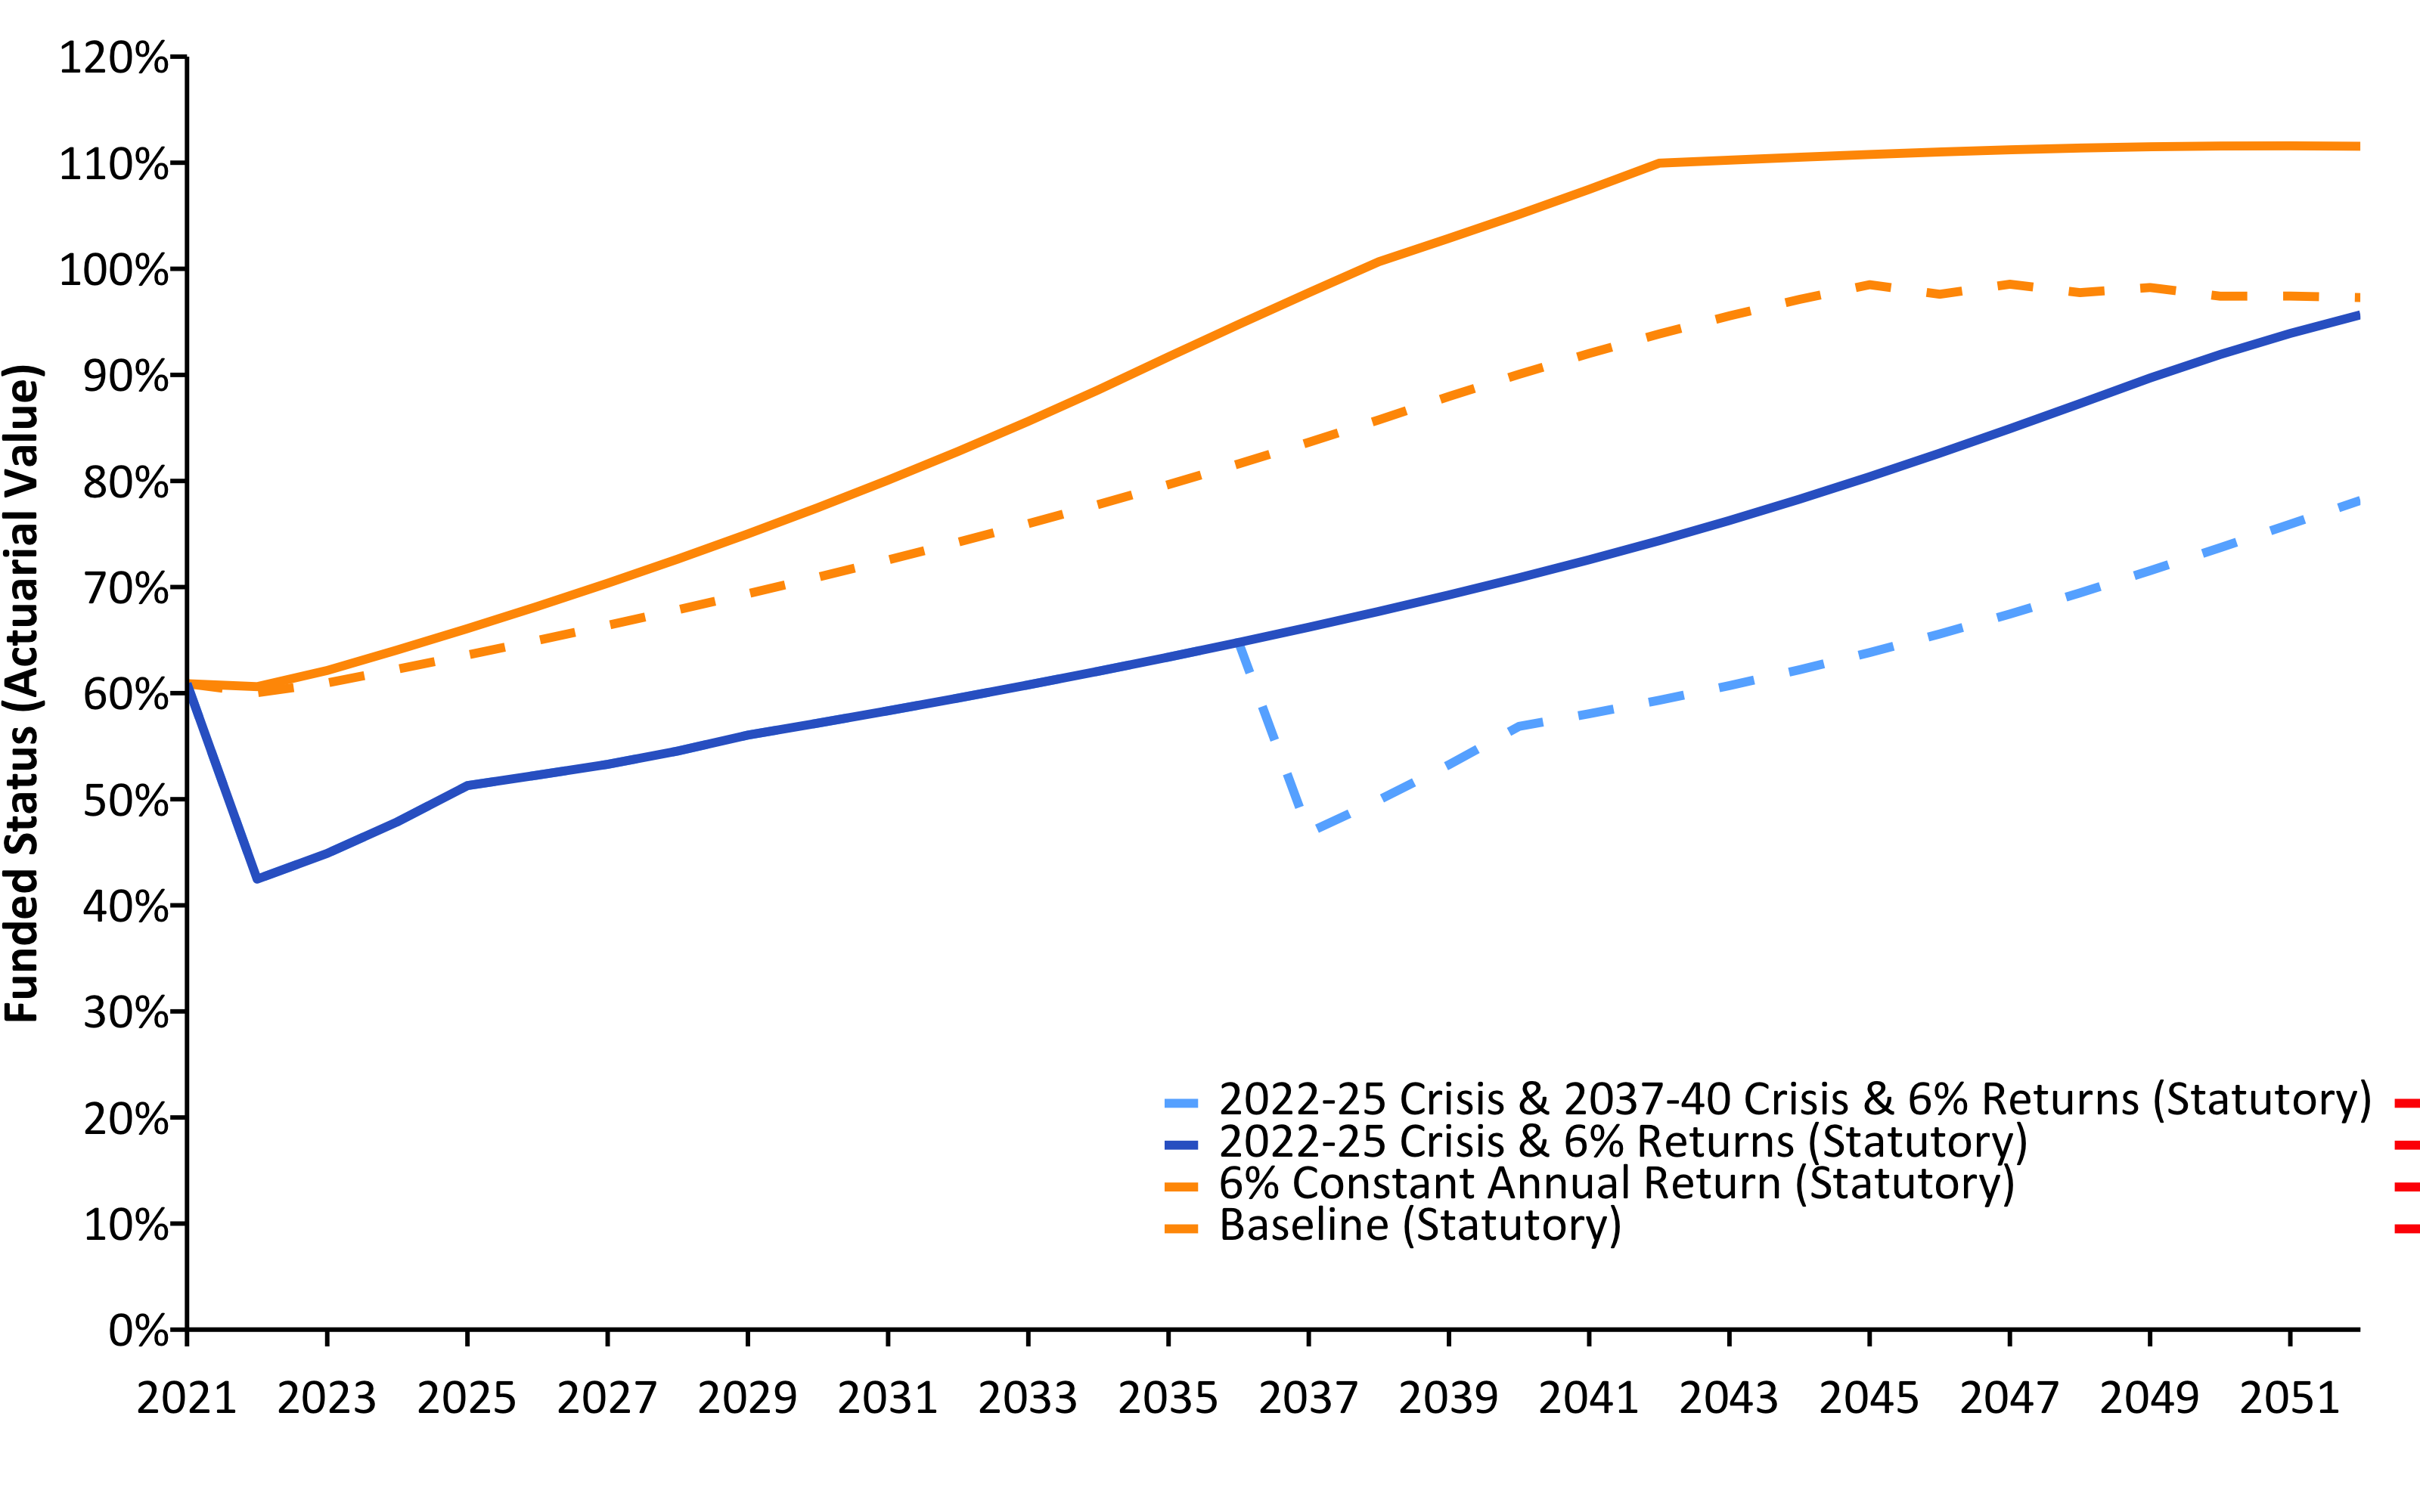 120%
110%
100%
90%
80%
70%
60%
50%
40%
30%
20%
10%
0%
Funded Status (Actuarial Value)
2022-25 Crisis & 2037-40 Crisis & 6% Returns (Statutory)
2022-25 Crisis & 6% Returns (Statutory)
6% Constant Annual Return (Statutory)
Baseline (Statutory)
2021 2023 2025 2027 2029 2031 2033 2035 2037 2039 2041 2043 2045 2047 2049 2051